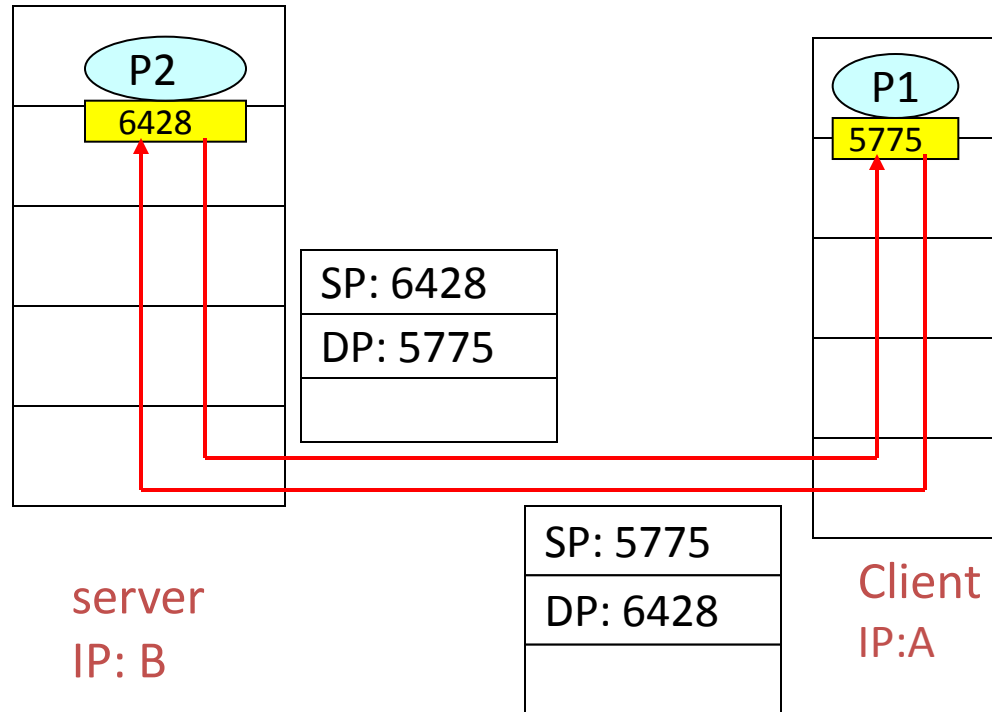 P2
6428
P1
5775
SP: 6428
DP: 5775
SP: 5775
DP: 6428
server
IP: B
Client
IP:A